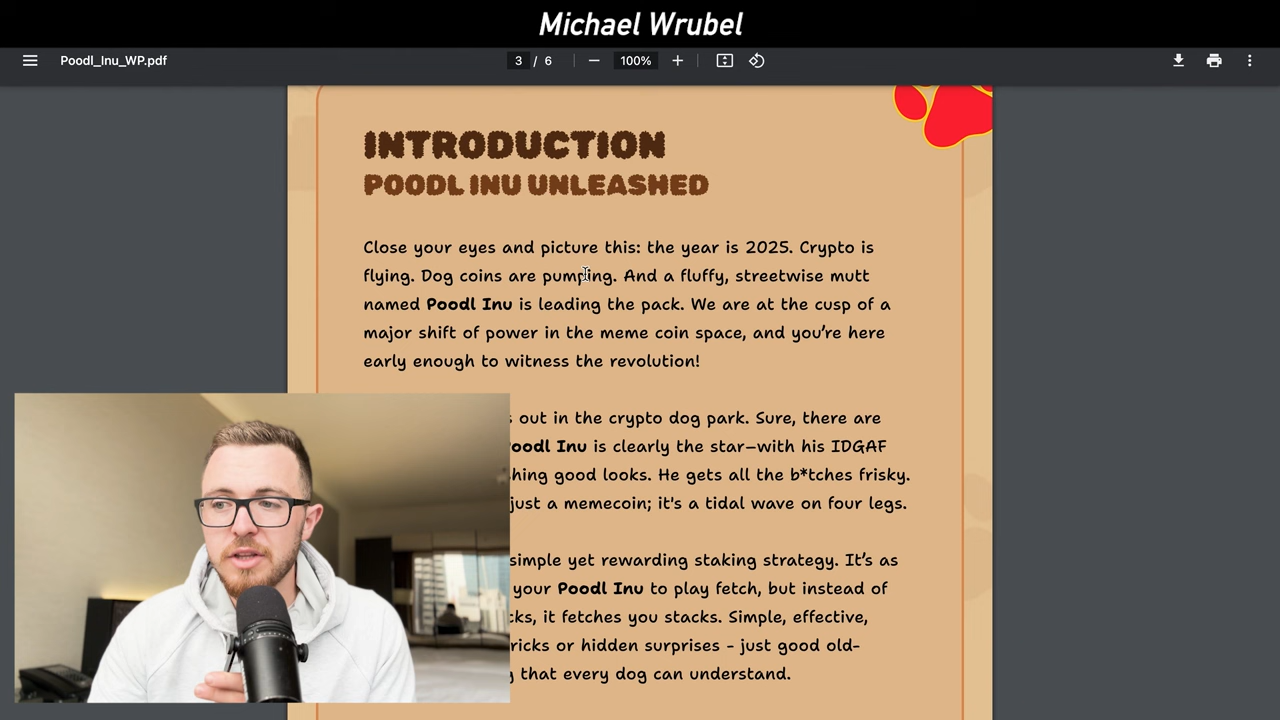 Michael Wrubel
Poodl_Inu_WP.pdf
3 / 6
100%
INTRODUCTION
POODL INU UNLEASHED
Close your eyes and picture this: the year is 2025. Crypto is
flying. Dog coins are pumping. And a fluffy, streetwise mutt
named Poodl Inu is leading the pack. We are at the cusp of a
major shift of power in the meme coin space, and you're here
early enough to witness the revolution!
out in the crypto dog park. Sure, there are
Inu is clearly the star—with his IDGAF
good looks. He gets all the b*tches frisky.
just a memecoin; it's a tidal wave on four legs.
simple yet rewarding staking strategy. It's as
your Poodl Inu to play fetch, but instead of
it fetches you stacks. Simple, effective,
or hidden surprises - just good old-
that every dog can understand.